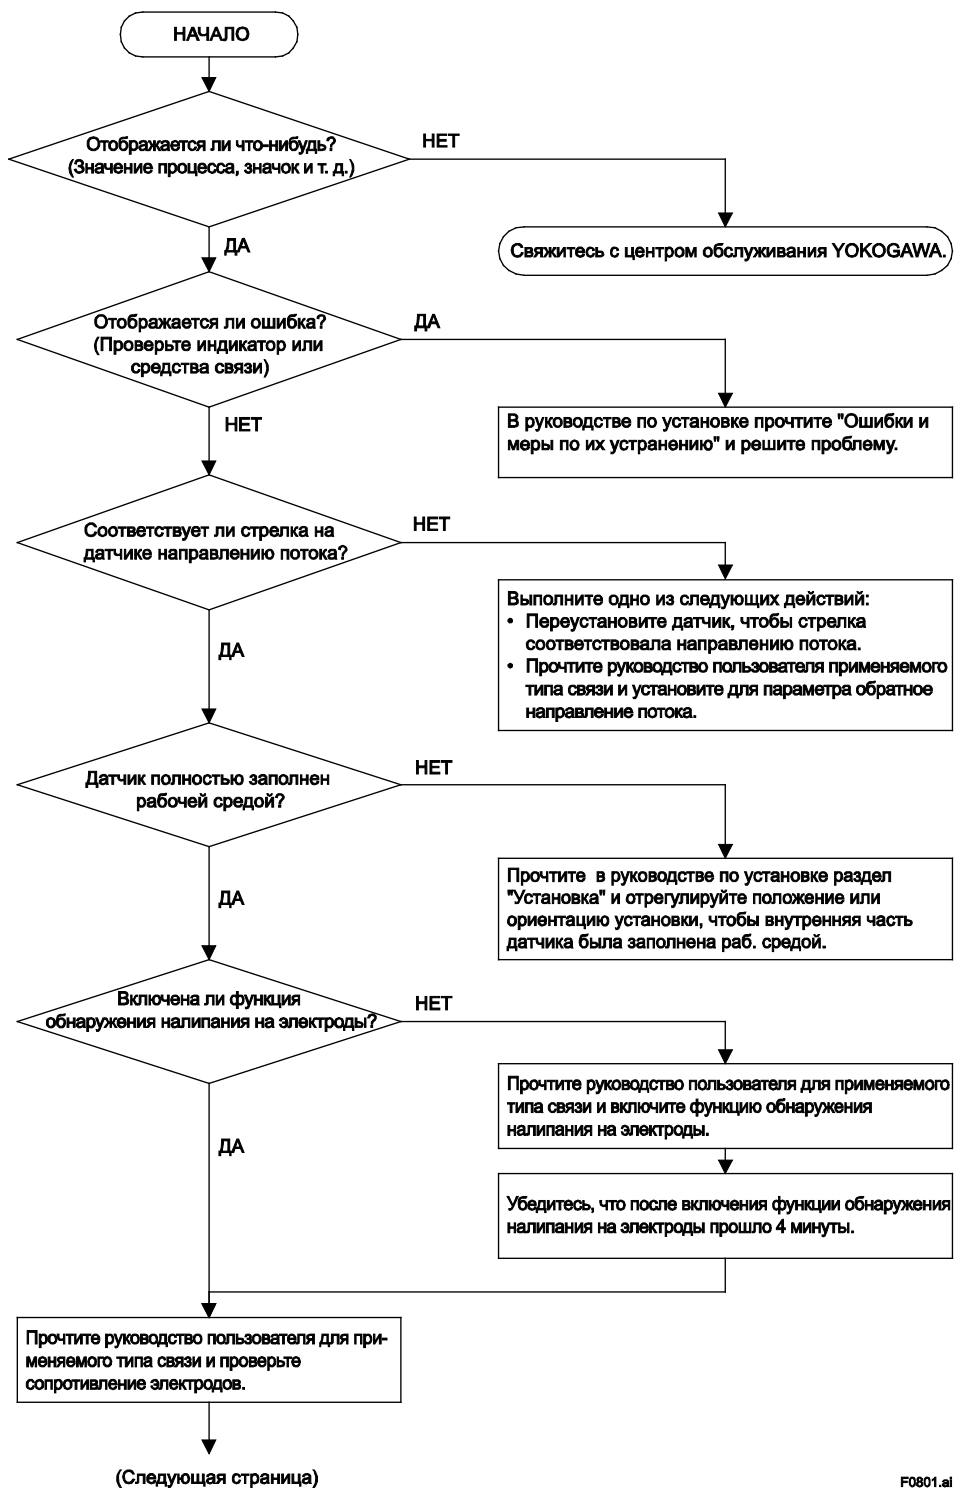 НАЧАЛО
Отображается ли что-нибудь?
(Значение процесса, значок и т. д.)
НЕТ
Свяжитесь с центром обслуживания YOKOGAWA.
ДА
Отображается ли ошибка?
(Проверьте индикатор или
средства связи)
ДА
В руководстве по установке прочтите "Ошибки и
меры по их устранению" и решите проблему.
НЕТ
Соответствует ли стрелка на
датчике направлению потока?
НЕТ
Выполните одно из следующих действий:
• Переустановите датчик, чтобы стрелка
соответствовала направлению потока.
• Прочтите руководство пользователя применяемого
типа связи и установите для параметра обратное
направление потока.
ДА
Датчик полностью заполнен
рабочей средой?
НЕТ
Прочтите в руководстве по установке раздел
"Установка" и отрегулируйте положение или
ориентацию установки, чтобы внутренняя часть
датчика была заполнена раб. средой.
ДА
Включена ли функция
обнаружения налипания на электроды?
НЕТ
Прочтите руководство пользователя для применяемого
типа связи и включите функцию обнаружения
налипания на электроды.
ДА
Убедитесь, что после включения функции обнаружения
налипания на электроды прошло 4 минуты.
Прочтите руководство пользователя для при-
меняемого типа связи и проверьте
сопротивление электродов.
(Следующая страница)
F0801.ai